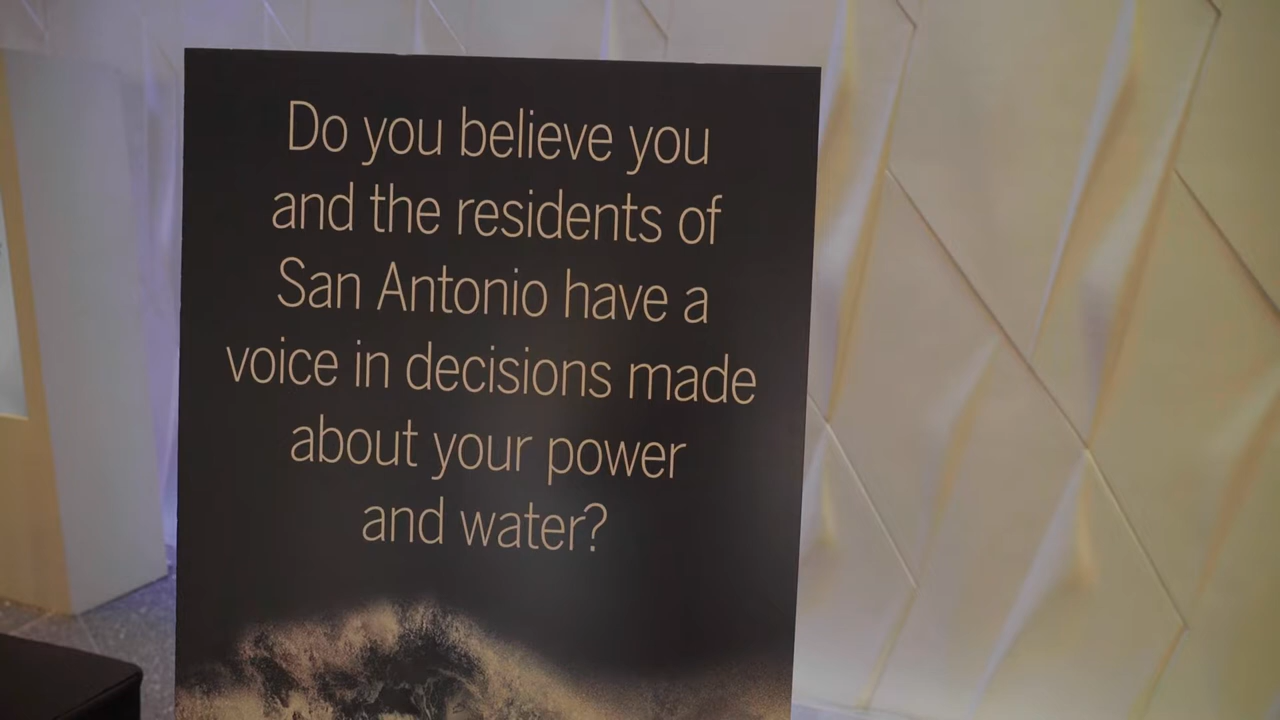 Do you believe you
and the residents of
San Antonio have a
voice in decisions made
about your power
and water?